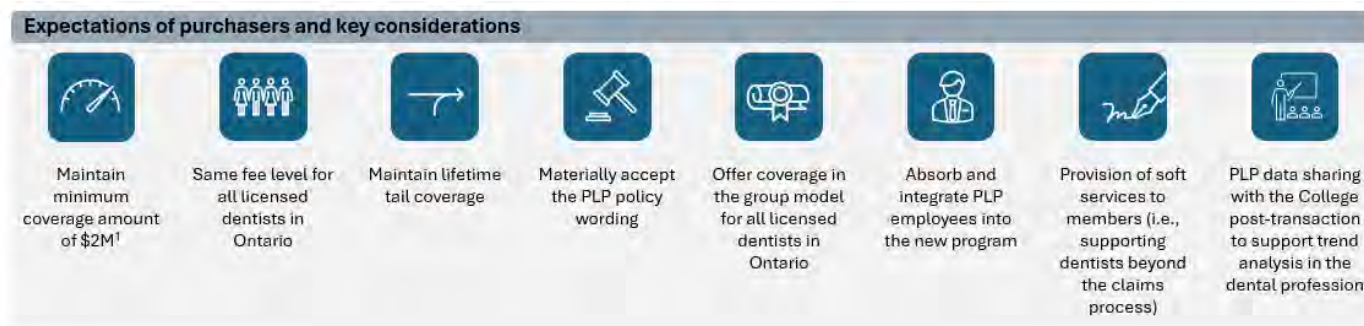 Expectations of purchasers and key considerations
Maintain
minimum
coverage amount
of $2M†
Same fee level for
all licensed
dentists in
Ontario
Maintain lifetime
tail coverage
Materially accept
the PLP policy
wording
Offer coverage in
the group model
for all licensed
dentists in
Ontario
Absorb and
integrate PLP
employees into
the new program
Provision of soft
services to
members (i.e.,
supporting
dentists beyond
the claims
process)
PLP data sharing
with the College
post-transaction
to support trend
analysis in the
dental profession